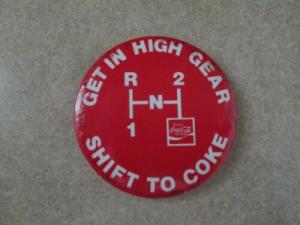 GET IN HIGH GEAR
R 2
N
1
Coca-Cola
SHIFT TO COKE